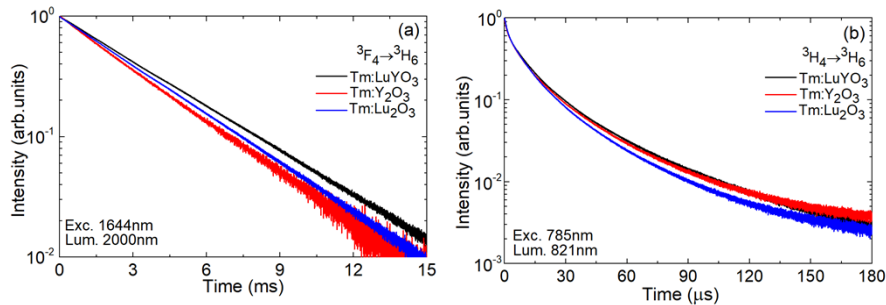 (a)
³F₄→³H₆
Tm:LuYO₃
Tm:Y₂O₃
Tm:Lu₂O₃
Exc. 1644nm
Lum. 2000nm
Intensity (arb.units)
10⁰
10⁻¹
10⁻²
0 3 6 9 12 15
Time (ms)
(b)
³H₄→³H₆
Tm:LuYO₃
Tm:Y₂O₃
Tm:Lu₂O₃
Exc. 785nm
Lum. 821nm
Intensity (arb.units)
10⁰
10⁻¹
10⁻²
10⁻³
0 30 60 90 120 150 180
Time (μs)